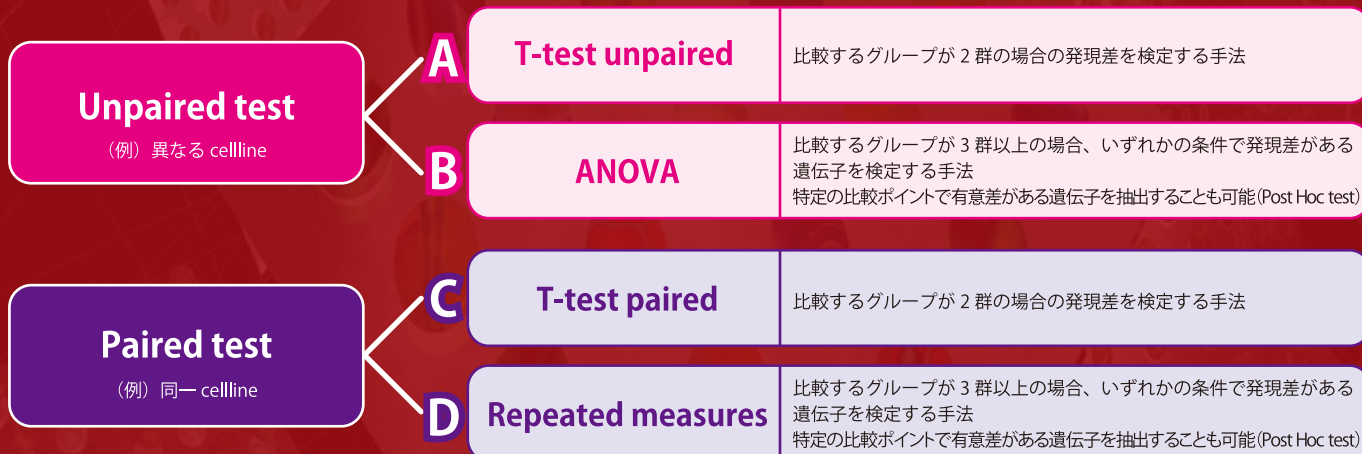 Unpaired test
（例）異なる cellline
A
T-test unpaired
比較するグループが 2 群の場合の発現差を検定する手法
B
ANOVA
比較するグループが 3 群以上の場合、いずれかの条件で発現差がある
遺伝子を検定する手法
特定の比較ポイントで有意差がある遺伝子を抽出することも可能(Post Hoc test)
Paired test
（例）同一 cellline
C
T-test paired
比較するグループが 2 群の場合の発現差を検定する手法
D
Repeated measures
比較するグループが 3 群以上の場合、いずれかの条件で発現差がある
遺伝子を検定する手法
特定の比較ポイントで有意差がある遺伝子を抽出することも可能(Post Hoc test)